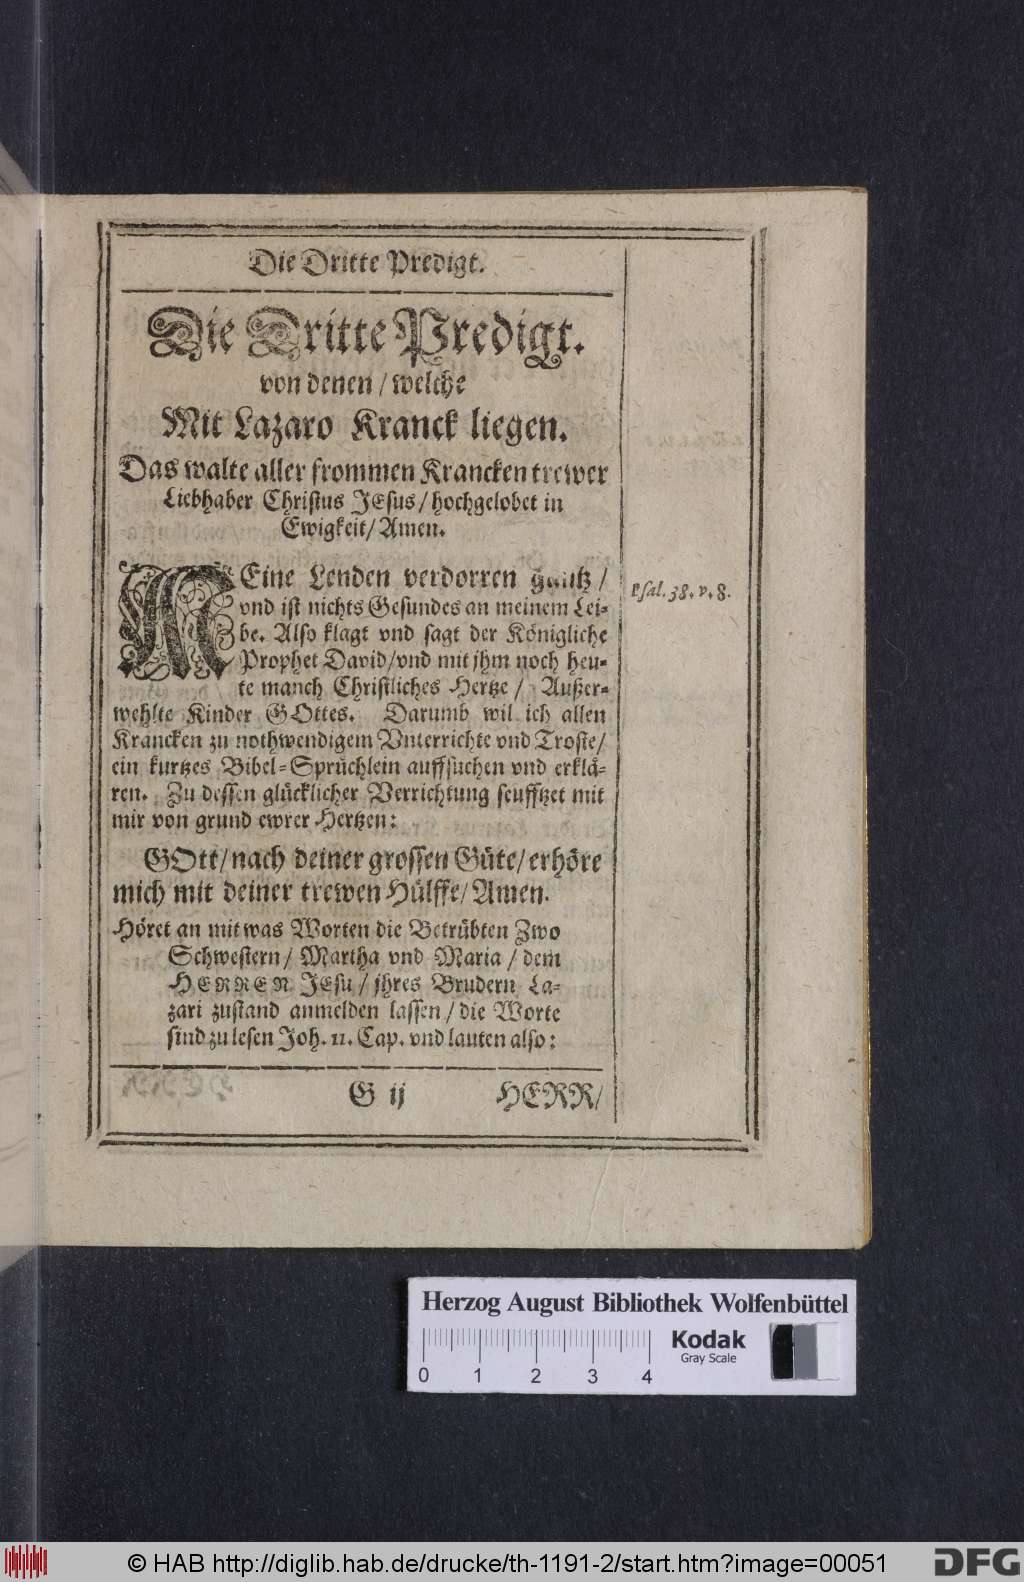 Die Dritte Predigt.
Die Dritte Predigt.
von denen / welche
Mit Lazaro Kranck liegen.
Das walte aller frommen Krancken trewer
Liebhaber Christus JEsus / hochgelobet in
Ewigkeit / Amen.
MEine Lenden verdorren gantz /
vnd ist nichts Gesundes an meinem Lei-
be. Also klagt vnd sagt der Königliche
Prophet David / vnd mit jhm noch heu-
te manch Christliches Hertze / Außer-
wehlte Kinder GOttes. Darumb wil ich allen
Krancken zu nothwendigem Vnterrichte vnd Troste /
ein kurtzes Bibel-Sprüchlein auffsuchen vnd erklä-
ren. Zu dessen glücklicher Verrichtung seufftzet mit
mir von grund ewrer Hertzen:
GOtt / nach deiner grossen Güte / erhöre
mich mit deiner trewen Hülffe / Amen.
Höret an mit was Worten die Betrübten Zwo
Schwestern / Martha vnd Maria / dem
HERREN JEsu / jhres Brudern La-
zari zustand anmelden lassen / die Worte
sind zu lesen Joh. 11. Cap. vnd lauten also:
G ij HERR /
Psal. 38. v. 8.
Herzog August Bibliothek Wolfenbüttel
Kodak
Gray Scale
0 1 2 3 4
© HAB http://diglib.hab.de/drucke/th-1191-2/start.htm?image=00051
DFG